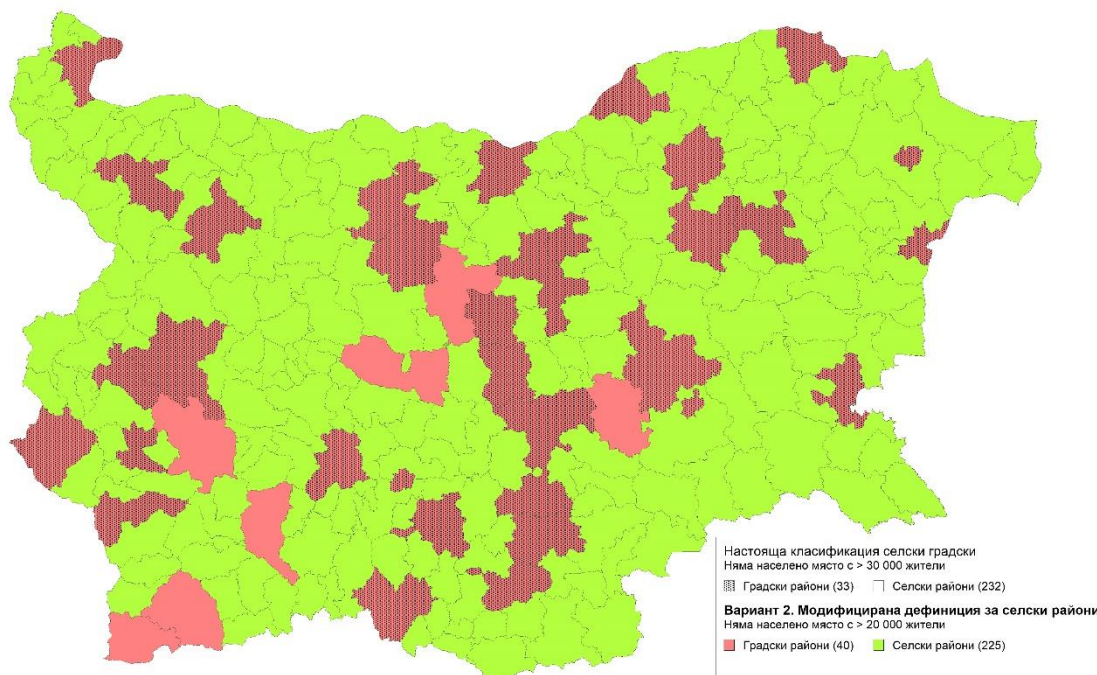 Настояща класификация селски градски
Няма населено място с > 30 000 жители
Градски райони (33) Селски райони (232)
Вариант 2. Модифицирана дефиниция за селски райони
Няма населено място с > 20 000 жители
Градски райони (40) Селски райони (225)